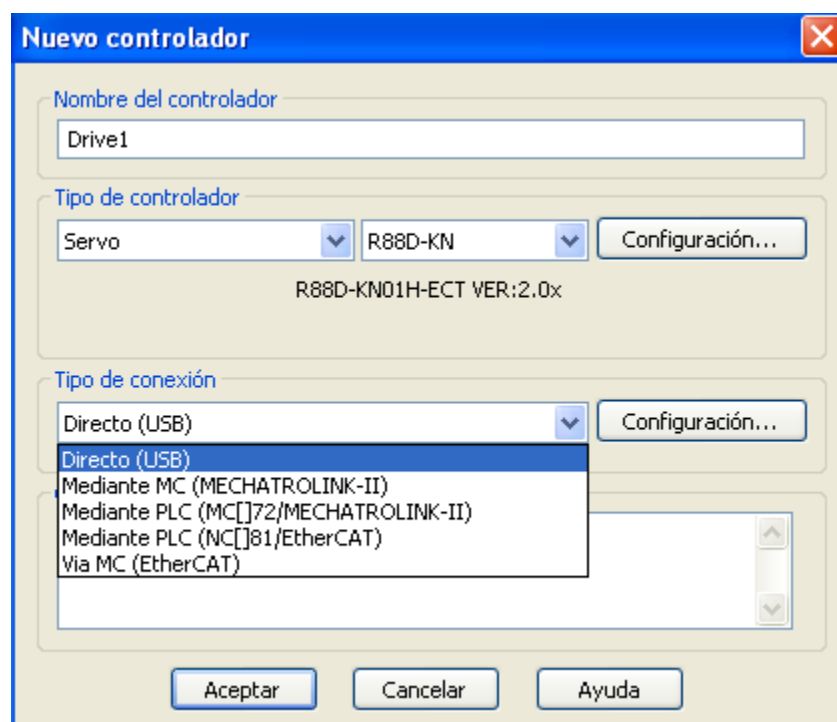 Nuevo controlador
Nombre del controlador
Drive1
Tipo de controlador
Servo R88D-KN Configuración...
R88D-KN01H-ECT VER:2.0x
Tipo de conexión
Directo (USB) Configuración...
Directo (USB)
Mediante MC (MECHATROLINK-II)
Mediante PLC (MC[]72/MECHATROLINK-II)
Mediante PLC (NC[]81/EtherCAT)
Via MC (EtherCAT)
Aceptar Cancelar Ayuda